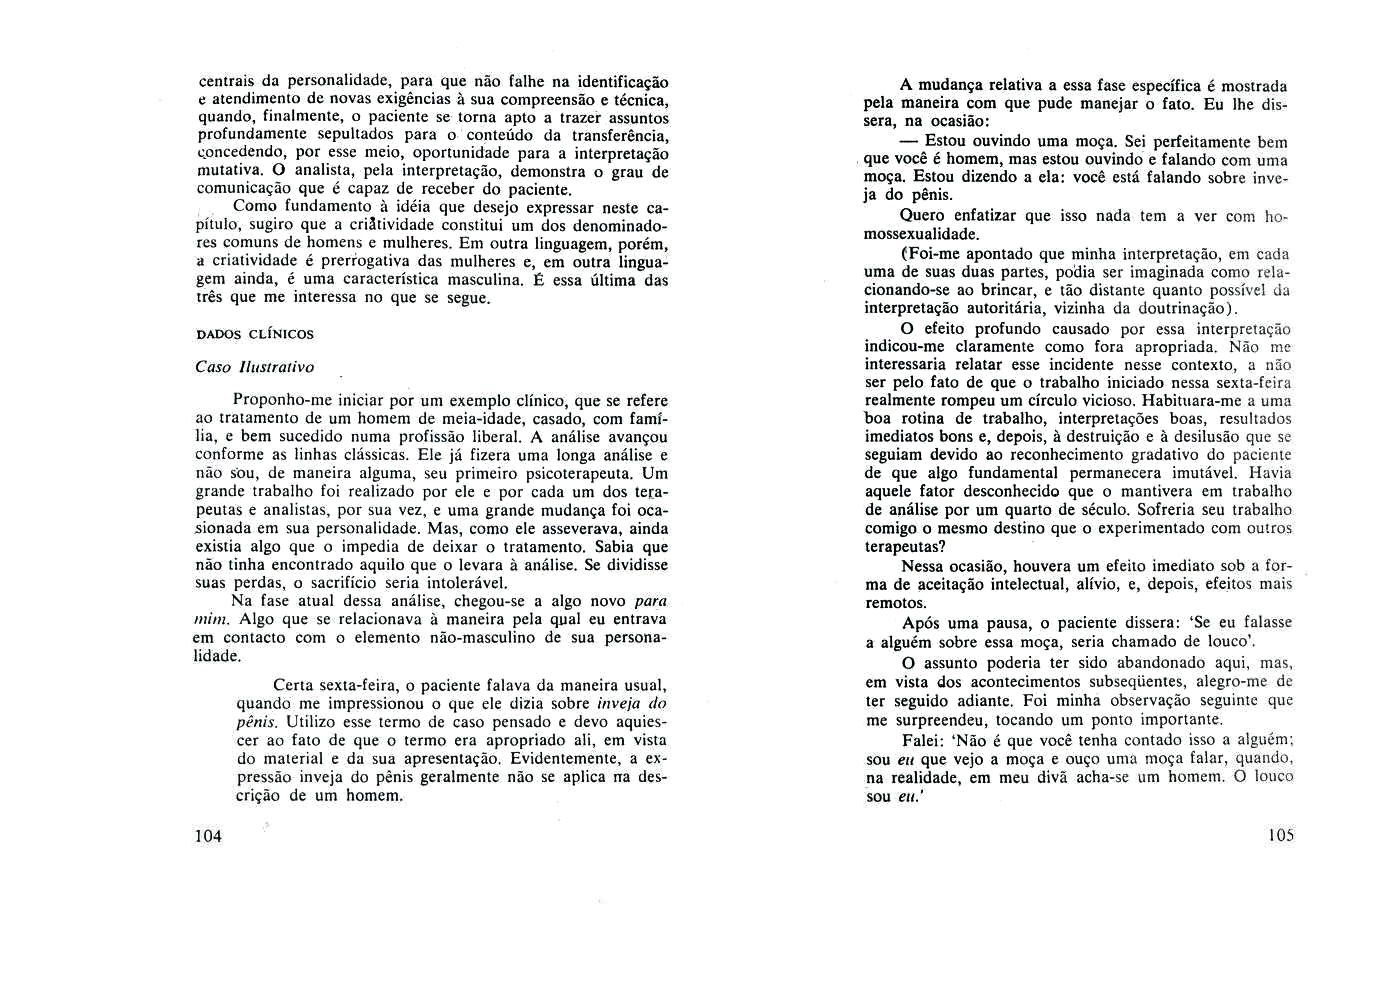 centrais da personalidade, para que não falhe na identificação
e atendimento de novas exigências à sua compreensão e técnica,
quando, finalmente, o paciente se torna apto a trazer assuntos
profundamente sepultados para o conteúdo da transferência,
concedendo, por esse meio, oportunidade para a interpretação
mutativa. O analista, pela interpretação, demonstra o grau de
comunicação que é capaz de receber do paciente.
Como fundamento à idéia que desejo expressar neste ca-
pítulo, sugiro que a criatividade constitui um dos denominado-
res comuns de homens e mulheres. Em outra linguagem, porém,
a criatividade é prerrogativa das mulheres e, em outra lingua-
gem ainda, é uma característica masculina. É essa última das
três que me interessa no que se segue.
DADOS CLÍNICOS
Caso Ilustrativo
Proponho-me iniciar por um exemplo clínico, que se refere
ao tratamento de um homem de meia-idade, casado, com famí-
lia, e bem sucedido numa profissão liberal. A análise avançou
conforme as linhas clássicas. Ele já fizera uma longa análise e
não sou, de maneira alguma, seu primeiro psicoterapeuta. Um
grande trabalho foi realizado por ele e por cada um dos tera-
peutas e analistas, por sua vez, e uma grande mudança foi oca-
sionada em sua personalidade. Mas, como ele asseverava, ainda
existia algo que o impedia de deixar o tratamento. Sabia que
não tinha encontrado aquilo que o levara à análise. Se dividisse
suas perdas, o sacrifício seria intolerável.
Na fase atual dessa análise, chegou-se a algo novo para
mim. Algo que se relacionava à maneira pela qual eu entrava
em contacto com o elemento não-masculino de sua persona-
lidade.
Certa sexta-feira, o paciente falava da maneira usual,
quando me impressionou o que ele dizia sobre inveja do
pênis. Utilizo esse termo de caso pensado e devo aquies-
cer ao fato de que o termo era apropriado ali, em vista
do material e da sua apresentação. Evidentemente, a ex-
pressão inveja do pênis geralmente não se aplica na des-
crição de um homem.
104
A mudança relativa a essa fase específica é mostrada
pela maneira com que pude manejar o fato. Eu lhe dis-
sera, na ocasião:
— Estou ouvindo uma moça. Sei perfeitamente bem
que você é homem, mas estou ouvindo e falando com uma
moça. Estou dizendo a ela: você está falando sobre inve-
ja do pênis.
Quero enfatizar que isso nada tem a ver com ho-
mossexualidade.
(Foi-me apontado que minha interpretação, em cada
uma de suas duas partes, podia ser imaginada como rela-
cionando-se ao brincar, e tão distante quanto possível da
interpretação autoritária, vizinha da doutrinação).
O efeito profundo causado por essa interpretação
indicou-me claramente como fora apropriada. Não me
interessaria relatar esse incidente nesse contexto, a não
ser pelo fato de que o trabalho iniciado nessa sexta-feira
realmente rompeu um círculo vicioso. Habituara-me a uma
boa rotina de trabalho, interpretações boas, resultados
imediatos bons e, depois, à destruição e à desilusão que se
seguiam devido ao reconhecimento gradativo do paciente
de que algo fundamental permanecera imutável. Havia
aquele fator desconhecido que o mantivera em trabalho
de análise por um quarto de século. Sofreria seu trabalho
comigo o mesmo destino que o experimentado com outros
terapeutas?
Nessa ocasião, houvera um efeito imediato sob a for-
ma de aceitação intelectual, alívio, e, depois, efeitos mais
remotos.
Após uma pausa, o paciente dissera: ‘Se eu falasse
a alguém sobre essa moça, seria chamado de louco’.
O assunto poderia ter sido abandonado aqui, mas,
em vista dos acontecimentos subseqüentes, alegro-me de
ter seguido adiante. Foi minha observação seguinte que
me surpreendeu, tocando um ponto importante.
Falei: ‘Não é que você tenha contado isso a alguém;
sou eu que vejo a moça e ouço uma moça falar, quando,
na realidade, em meu divã acha-se um homem. O louco
sou eu.’
105